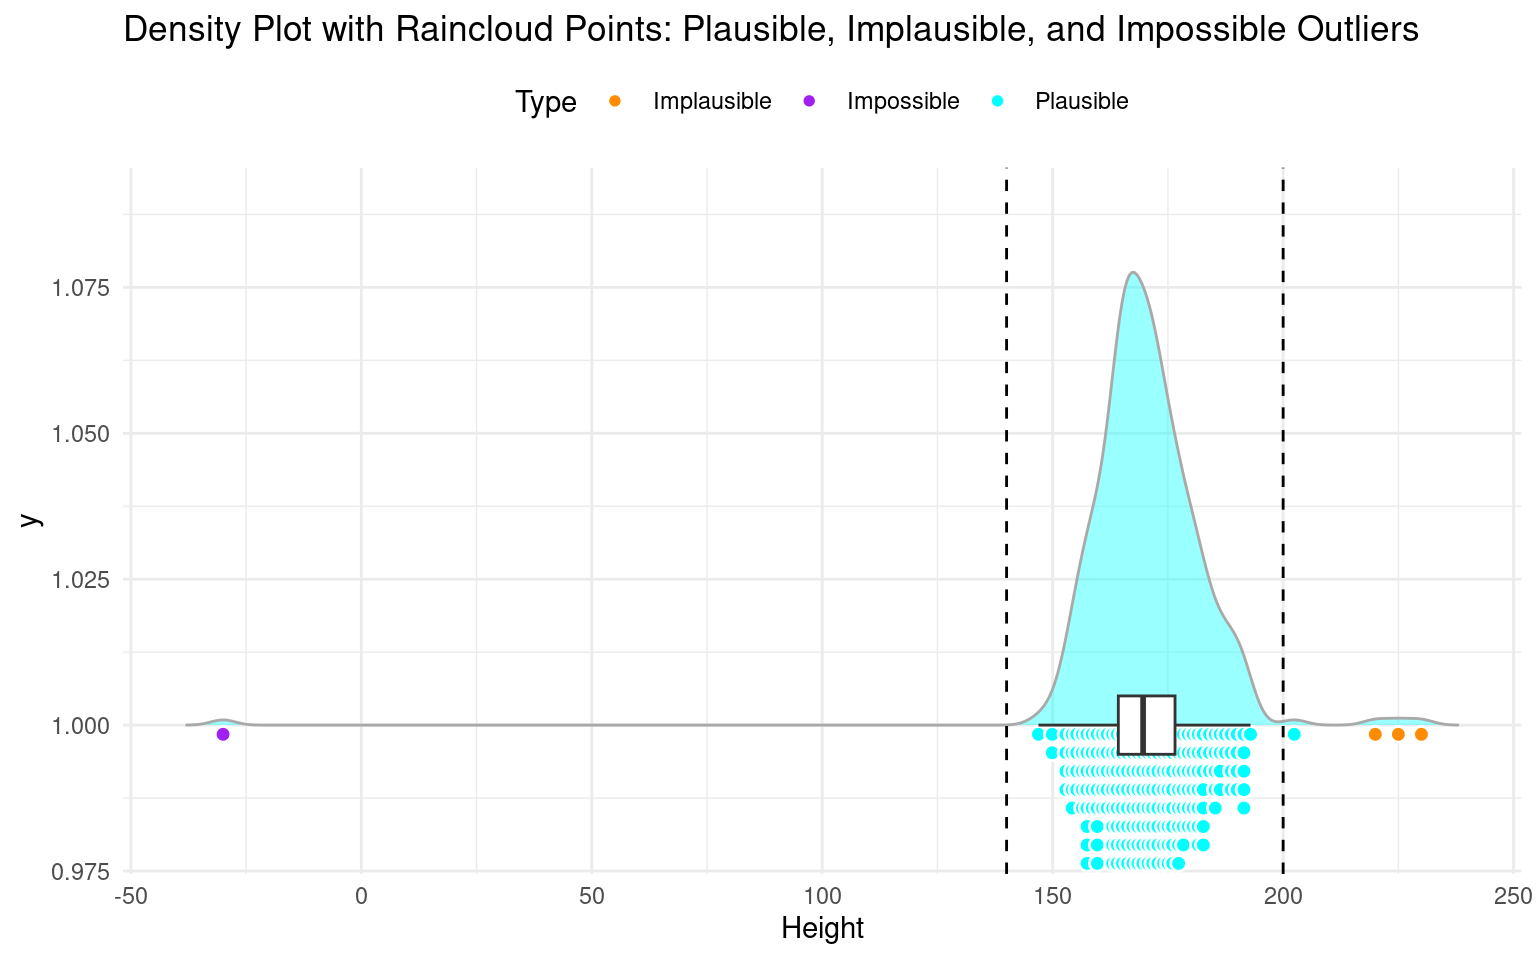 Density Plot with Raincloud Points: Plausible, Implausible, and Impossible Outliers
Type Implausible Impossible Plausible
1.075
1.050
1.025
1.000
0.975
y
-50 0 50 100 150 200 250
Height